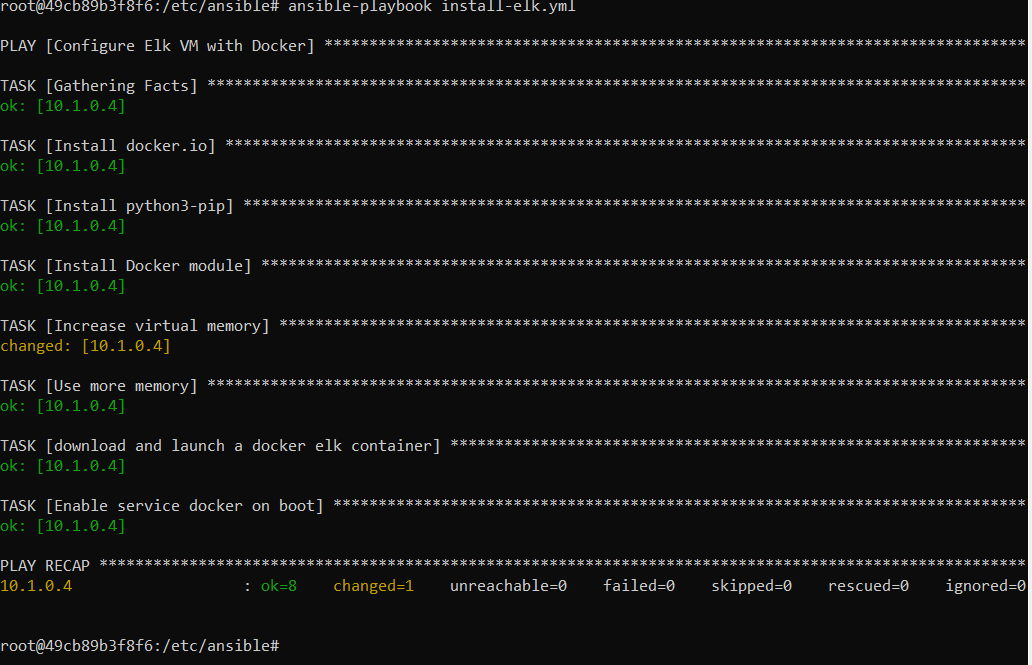 root@49cb89b3f8f6:/etc/ansible# ansible-playbook install-elk.yml
PLAY [Configure Elk VM with Docker] ******************************************************************************
TASK [Gathering Facts] *******************************************************************************************
ok: [10.1.0.4]
TASK [Install docker.io] *****************************************************************************************
ok: [10.1.0.4]
TASK [Install python3-pip] ***************************************************************************************
ok: [10.1.0.4]
TASK [Install Docker module] *************************************************************************************
ok: [10.1.0.4]
TASK [Increase virtual memory] ***********************************************************************************
changed: [10.1.0.4]
TASK [Use more memory] *******************************************************************************************
ok: [10.1.0.4]
TASK [download and launch a docker elk container] ****************************************************************
ok: [10.1.0.4]
TASK [Enable service docker on boot] *****************************************************************************
ok: [10.1.0.4]
PLAY RECAP *******************************************************************************************************
10.1.0.4                   : ok=8    changed=1    unreachable=0    failed=0    skipped=0    rescued=0    ignored=0
root@49cb89b3f8f6:/etc/ansible#